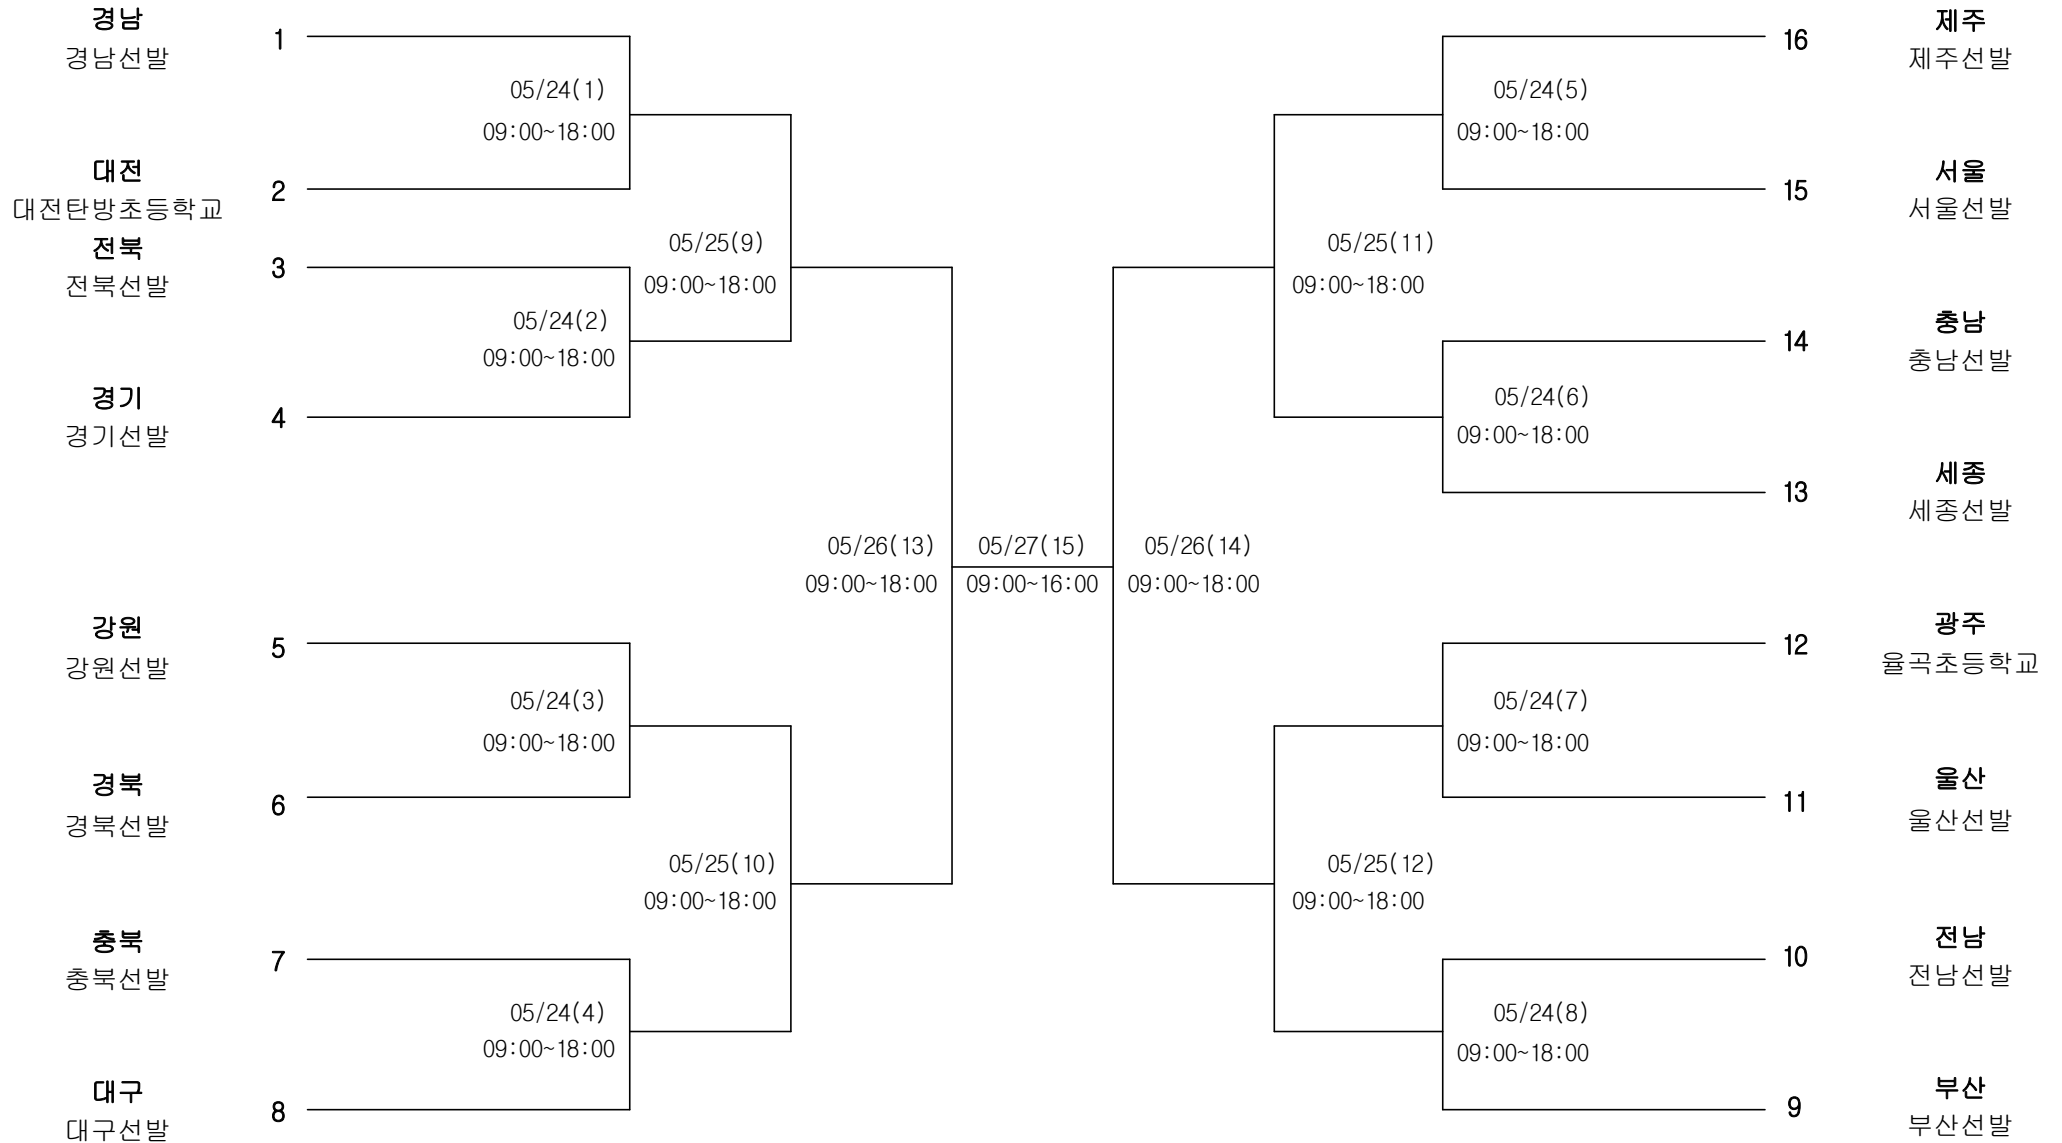 경남
경남선발
1
05/24(1)
09:00~18:00
대전
대전탄방초등학교
2
전북
전북선발
3
05/25(9)
09:00~18:00
05/24(2)
09:00~18:00
경기
경기선발
4
강원
강원선발
5
05/24(3)
09:00~18:00
경북
경북선발
6
05/25(10)
09:00~18:00
충북
충북선발
7
05/24(4)
09:00~18:00
대구
대구선발
8
05/26(13)
09:00~18:00
05/27(15)
09:00~16:00
05/26(14)
09:00~18:00
16
제주
제주선발
05/24(5)
09:00~18:00
15
서울
서울선발
05/25(11)
09:00~18:00
14
충남
충남선발
05/24(6)
09:00~18:00
13
세종
세종선발
12
광주
율곡초등학교
05/24(7)
09:00~18:00
11
울산
울산선발
05/25(12)
09:00~18:00
10
전남
전남선발
05/24(8)
09:00~18:00
9
부산
부산선발